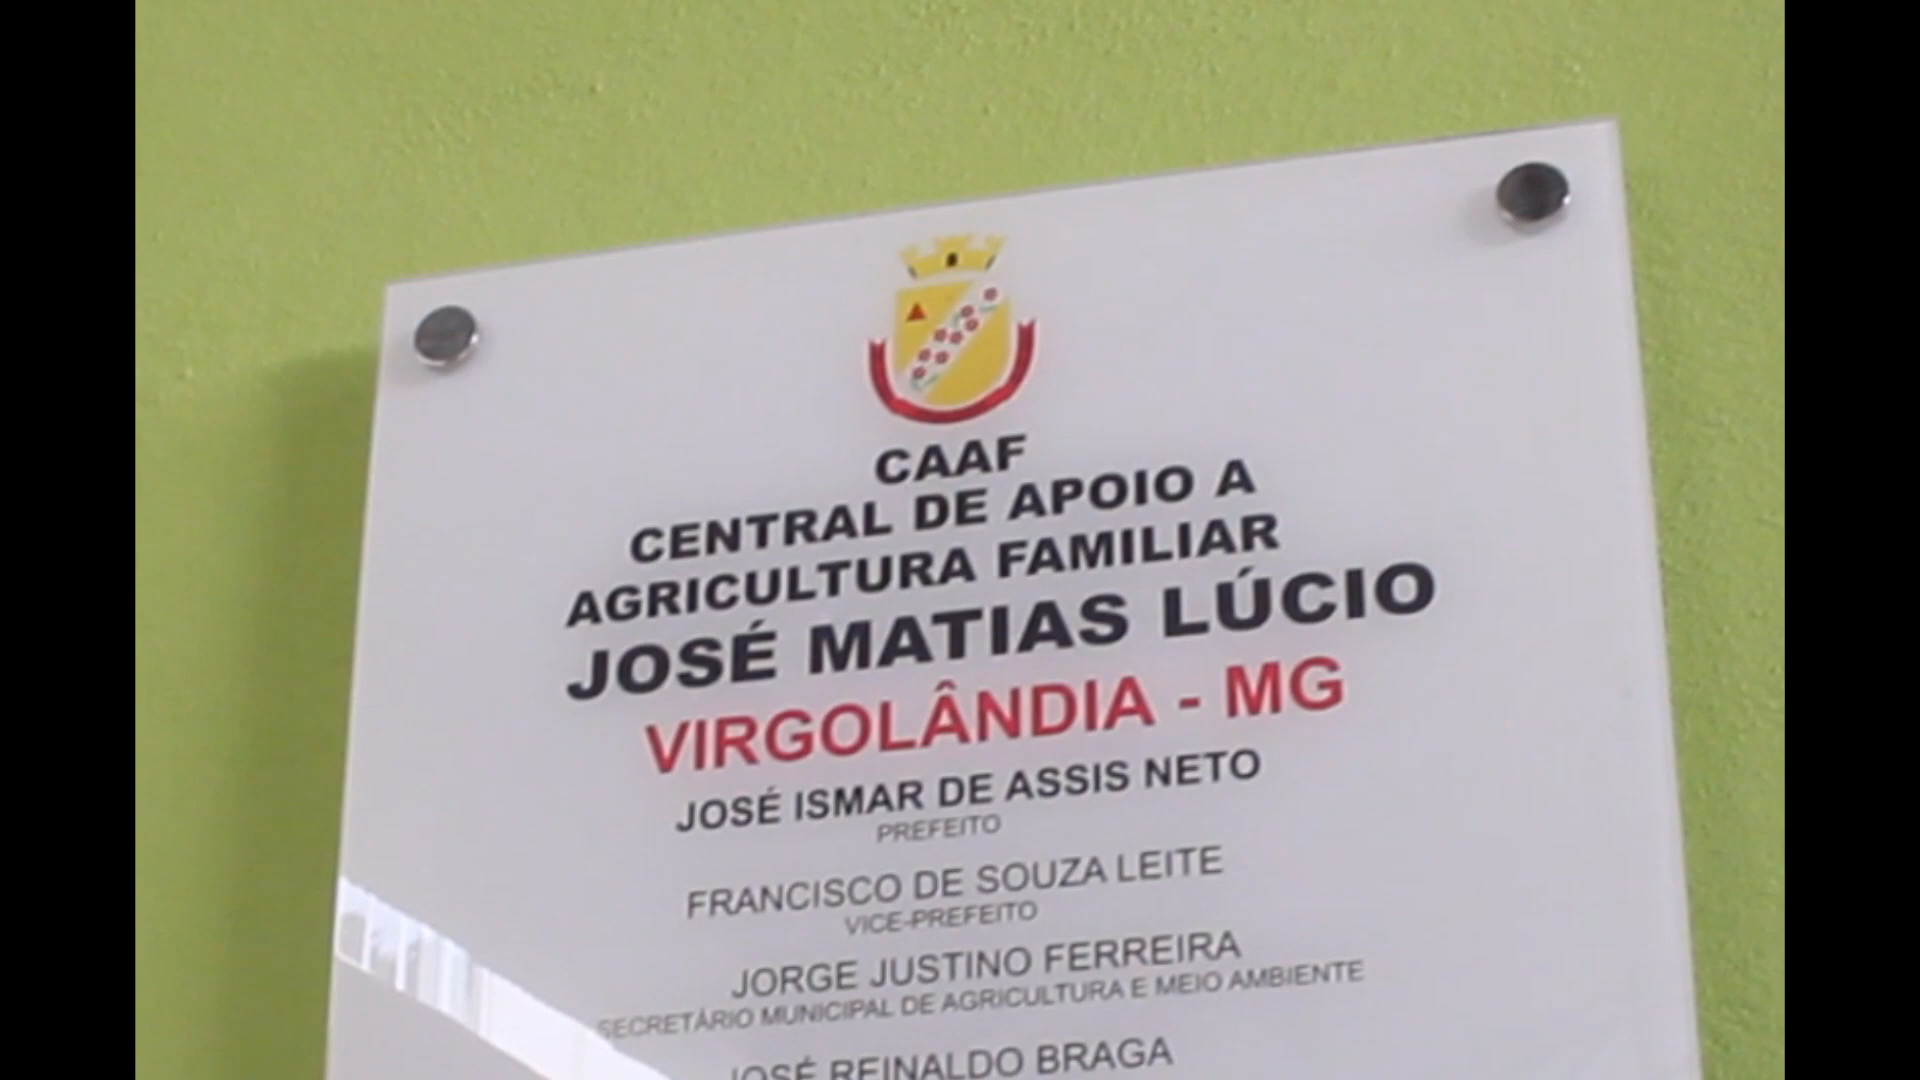 CAAF
CENTRAL DE APOIO A
AGRICULTURA FAMILIAR
JOSÉ MATIAS LÚCIO
VIRGOLÂNDIA - MG
JOSÉ ISMAR DE ASSIS NETO
PREFEITO
FRANCISCO DE SOUZA LEITE
VICE-PREFEITO
JORGE JUSTINO FERREIRA
SECRETÁRIO MUNICIPAL DE AGRICULTURA E MEIO AMBIENTE
JOSÉ REINALDO BRAGA